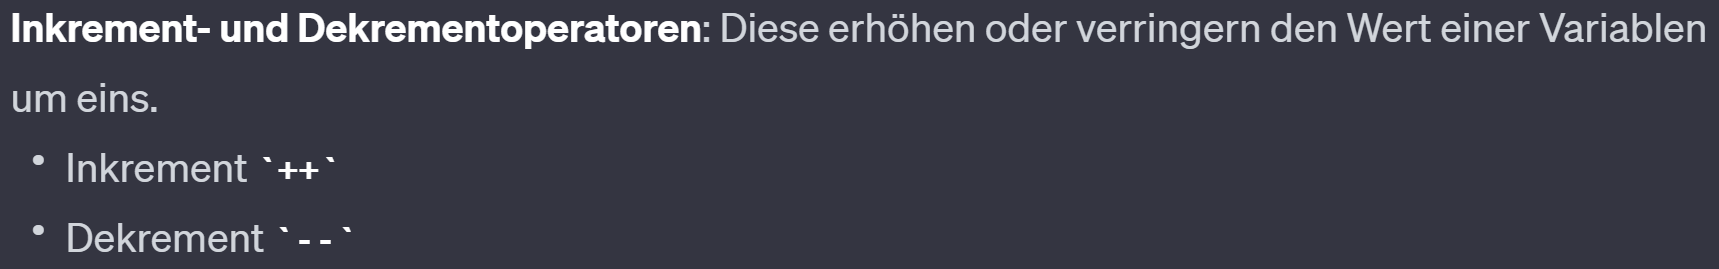 Inkrement- und Dekrementoperatoren: Diese erhöhen oder verringern den Wert einer Variablen
um eins.
• Inkrement `++`
• Dekrement `--`